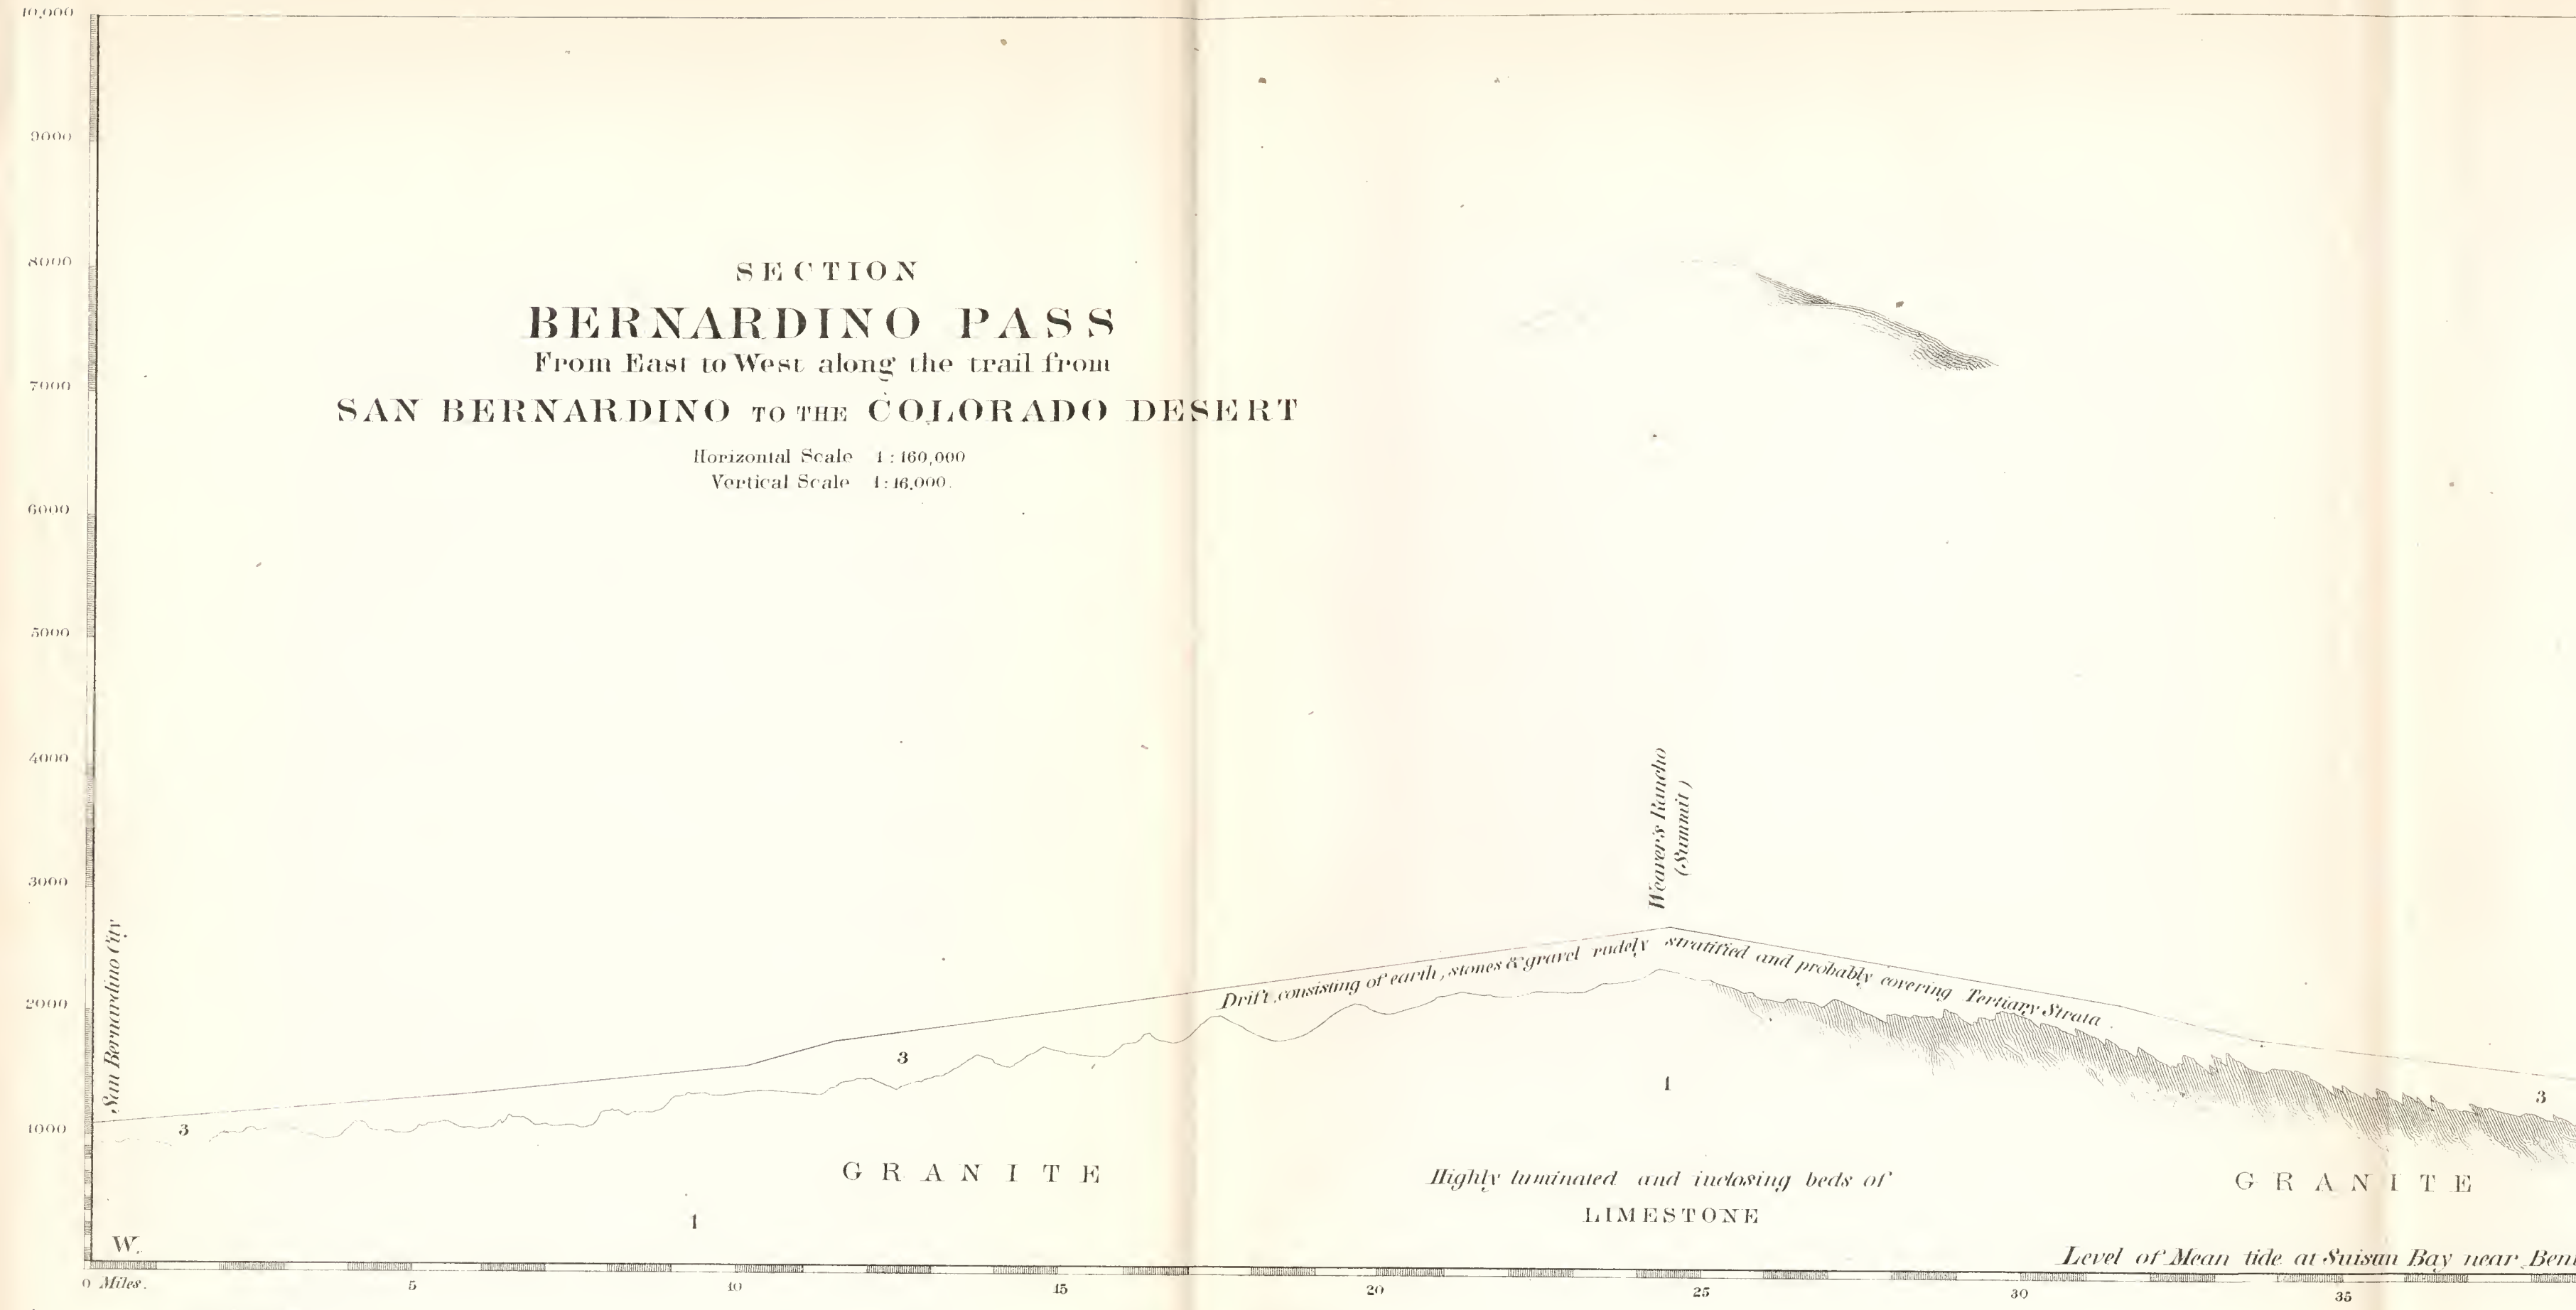 10,000
9000
8000
7000
6000
5000
4000
3000
2000
1000
SECTION
BERNARDINO PASS
From East to West along the trail from
SAN BERNARDINO TO THE COLORADO DESERT
Horizontal Scale 1:160,000
Vertical Scale 1:16,000.
San Bernardino City
Weaver's Rancho
(Summit)
Drift, consisting of earth, stones & gravel rudely stratified and probably covering Tertiary Strata.
3
3
3
1
1
GRANITE
Highly laminated and inclosing beds of
LIMESTONE
GRANITE
W.
Level of Mean tide at Suisun Bay near Beni
0 Miles.
5
10
15
20
25
30
35